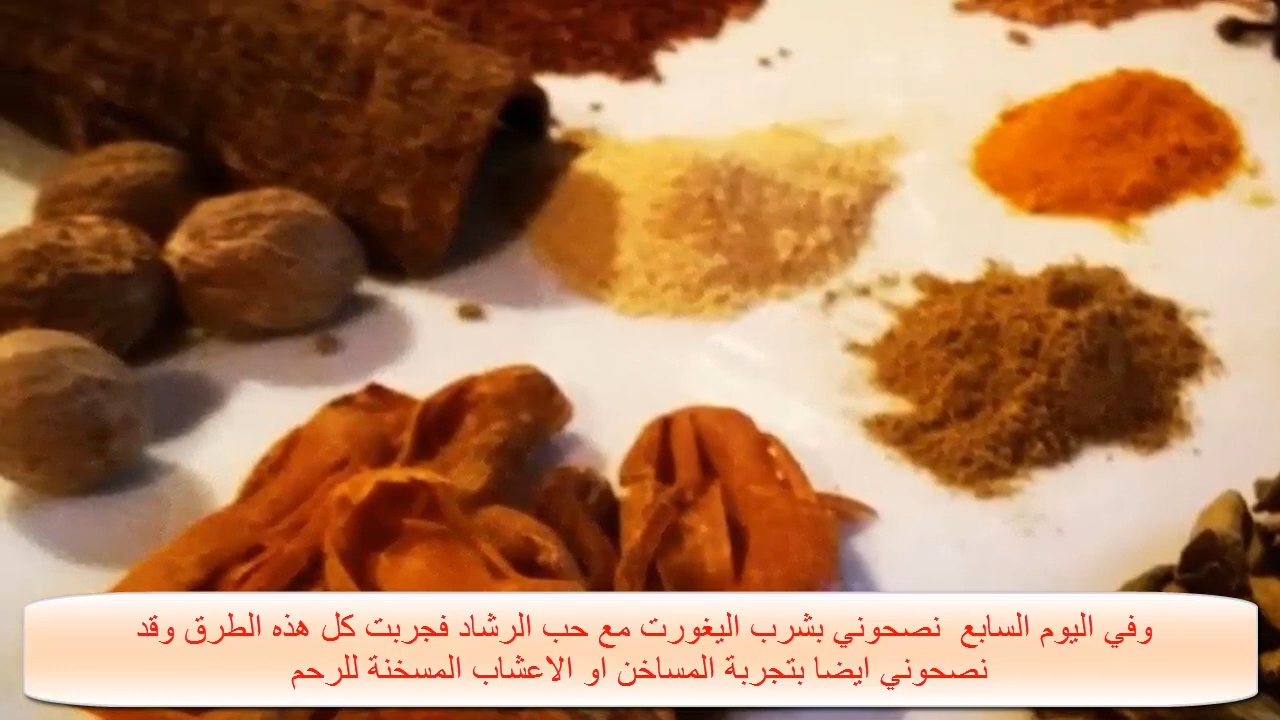 وفي اليوم السابع نصحوني بشرب اليغورت مع حب الرشاد فجربت كل هذه الطرق وقد
نصحوني ايضا بتجربة المساخن او الاعشاب المسخنة للرحم